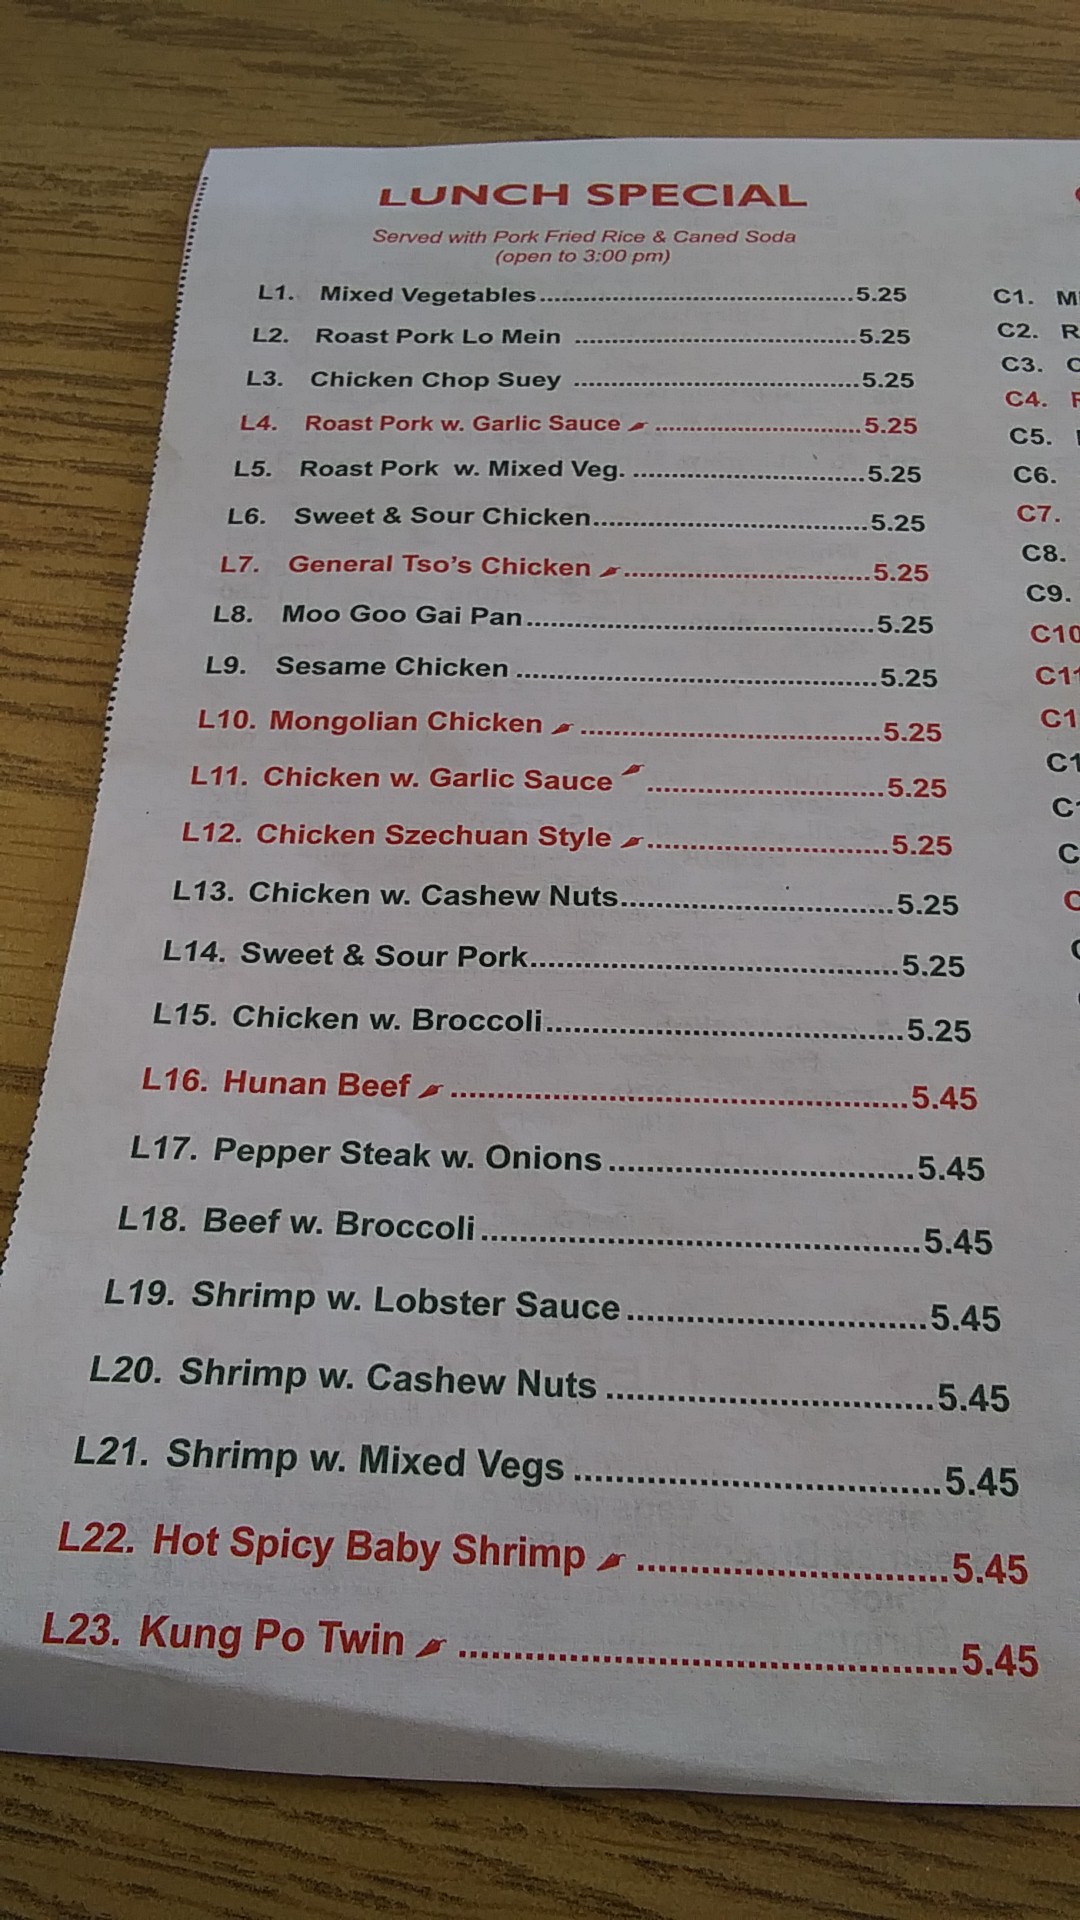 LUNCH SPECIAL
Served with Pork Fried Rice & Caned Soda
(open to 3:00 pm)
L1. Mixed Vegetables.......................................................5.25
L2. Roast Pork Lo Mein ..................................................5.25
L3. Chicken Chop Suey ..................................................5.25
L4. Roast Pork w. Garlic Sauce ....................................5.25
L5. Roast Pork w. Mixed Veg. .......................................5.25
L6. Sweet & Sour Chicken..............................................5.25
L7. General Tso's Chicken ..........................................5.25
L8. Moo Goo Gai Pan.....................................................5.25
L9. Sesame Chicken ......................................................5.25
L10. Mongolian Chicken .............................................5.25
L11. Chicken w. Garlic Sauce ....................................5.25
L12. Chicken Szechuan Style ....................................5.25
L13. Chicken w. Cashew Nuts.......................................5.25
L14. Sweet & Sour Pork..................................................5.25
L15. Chicken w. Broccoli................................................5.25
L16. Hunan Beef ...........................................................5.45
L17. Pepper Steak w. Onions .......................................5.45
L18. Beef w. Broccoli......................................................5.45
L19. Shrimp w. Lobster Sauce ....................................5.45
L20. Shrimp w. Cashew Nuts .......................................5.45
L21. Shrimp w. Mixed Vegs ..........................................5.45
L22. Hot Spicy Baby Shrimp ....................................5.45
L23. Kung Po Twin .......................................................5.45
C1.
C2.
C3.
C4.
C5.
C6.
C7.
C8.
C9.
C10